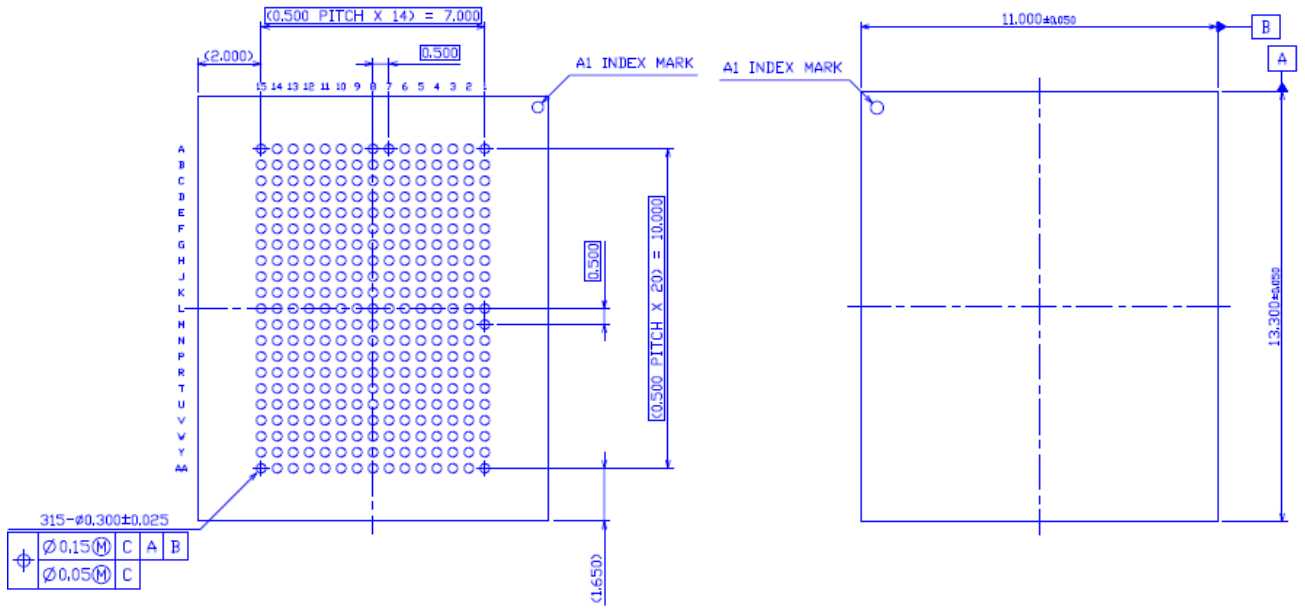 (0.500 PITCH X 14) = 7.000
(2.000)
0.500
A1 INDEX MARK
15 14 13 12 11 10 9 8 7 6 5 4 3 2 1
A
B
C
D
E
F
G
H
J
K
L
M
N
P
R
T
U
V
W
Y
AA
0.500
(0.500 PITCH X 20) = 10.000
(1.650)
315-Ø0.300±0.025
Ø0.15Ⓜ C A B
Ø0.05Ⓜ C
11.000±0.050
B
A
A1 INDEX MARK
13.300±0.050